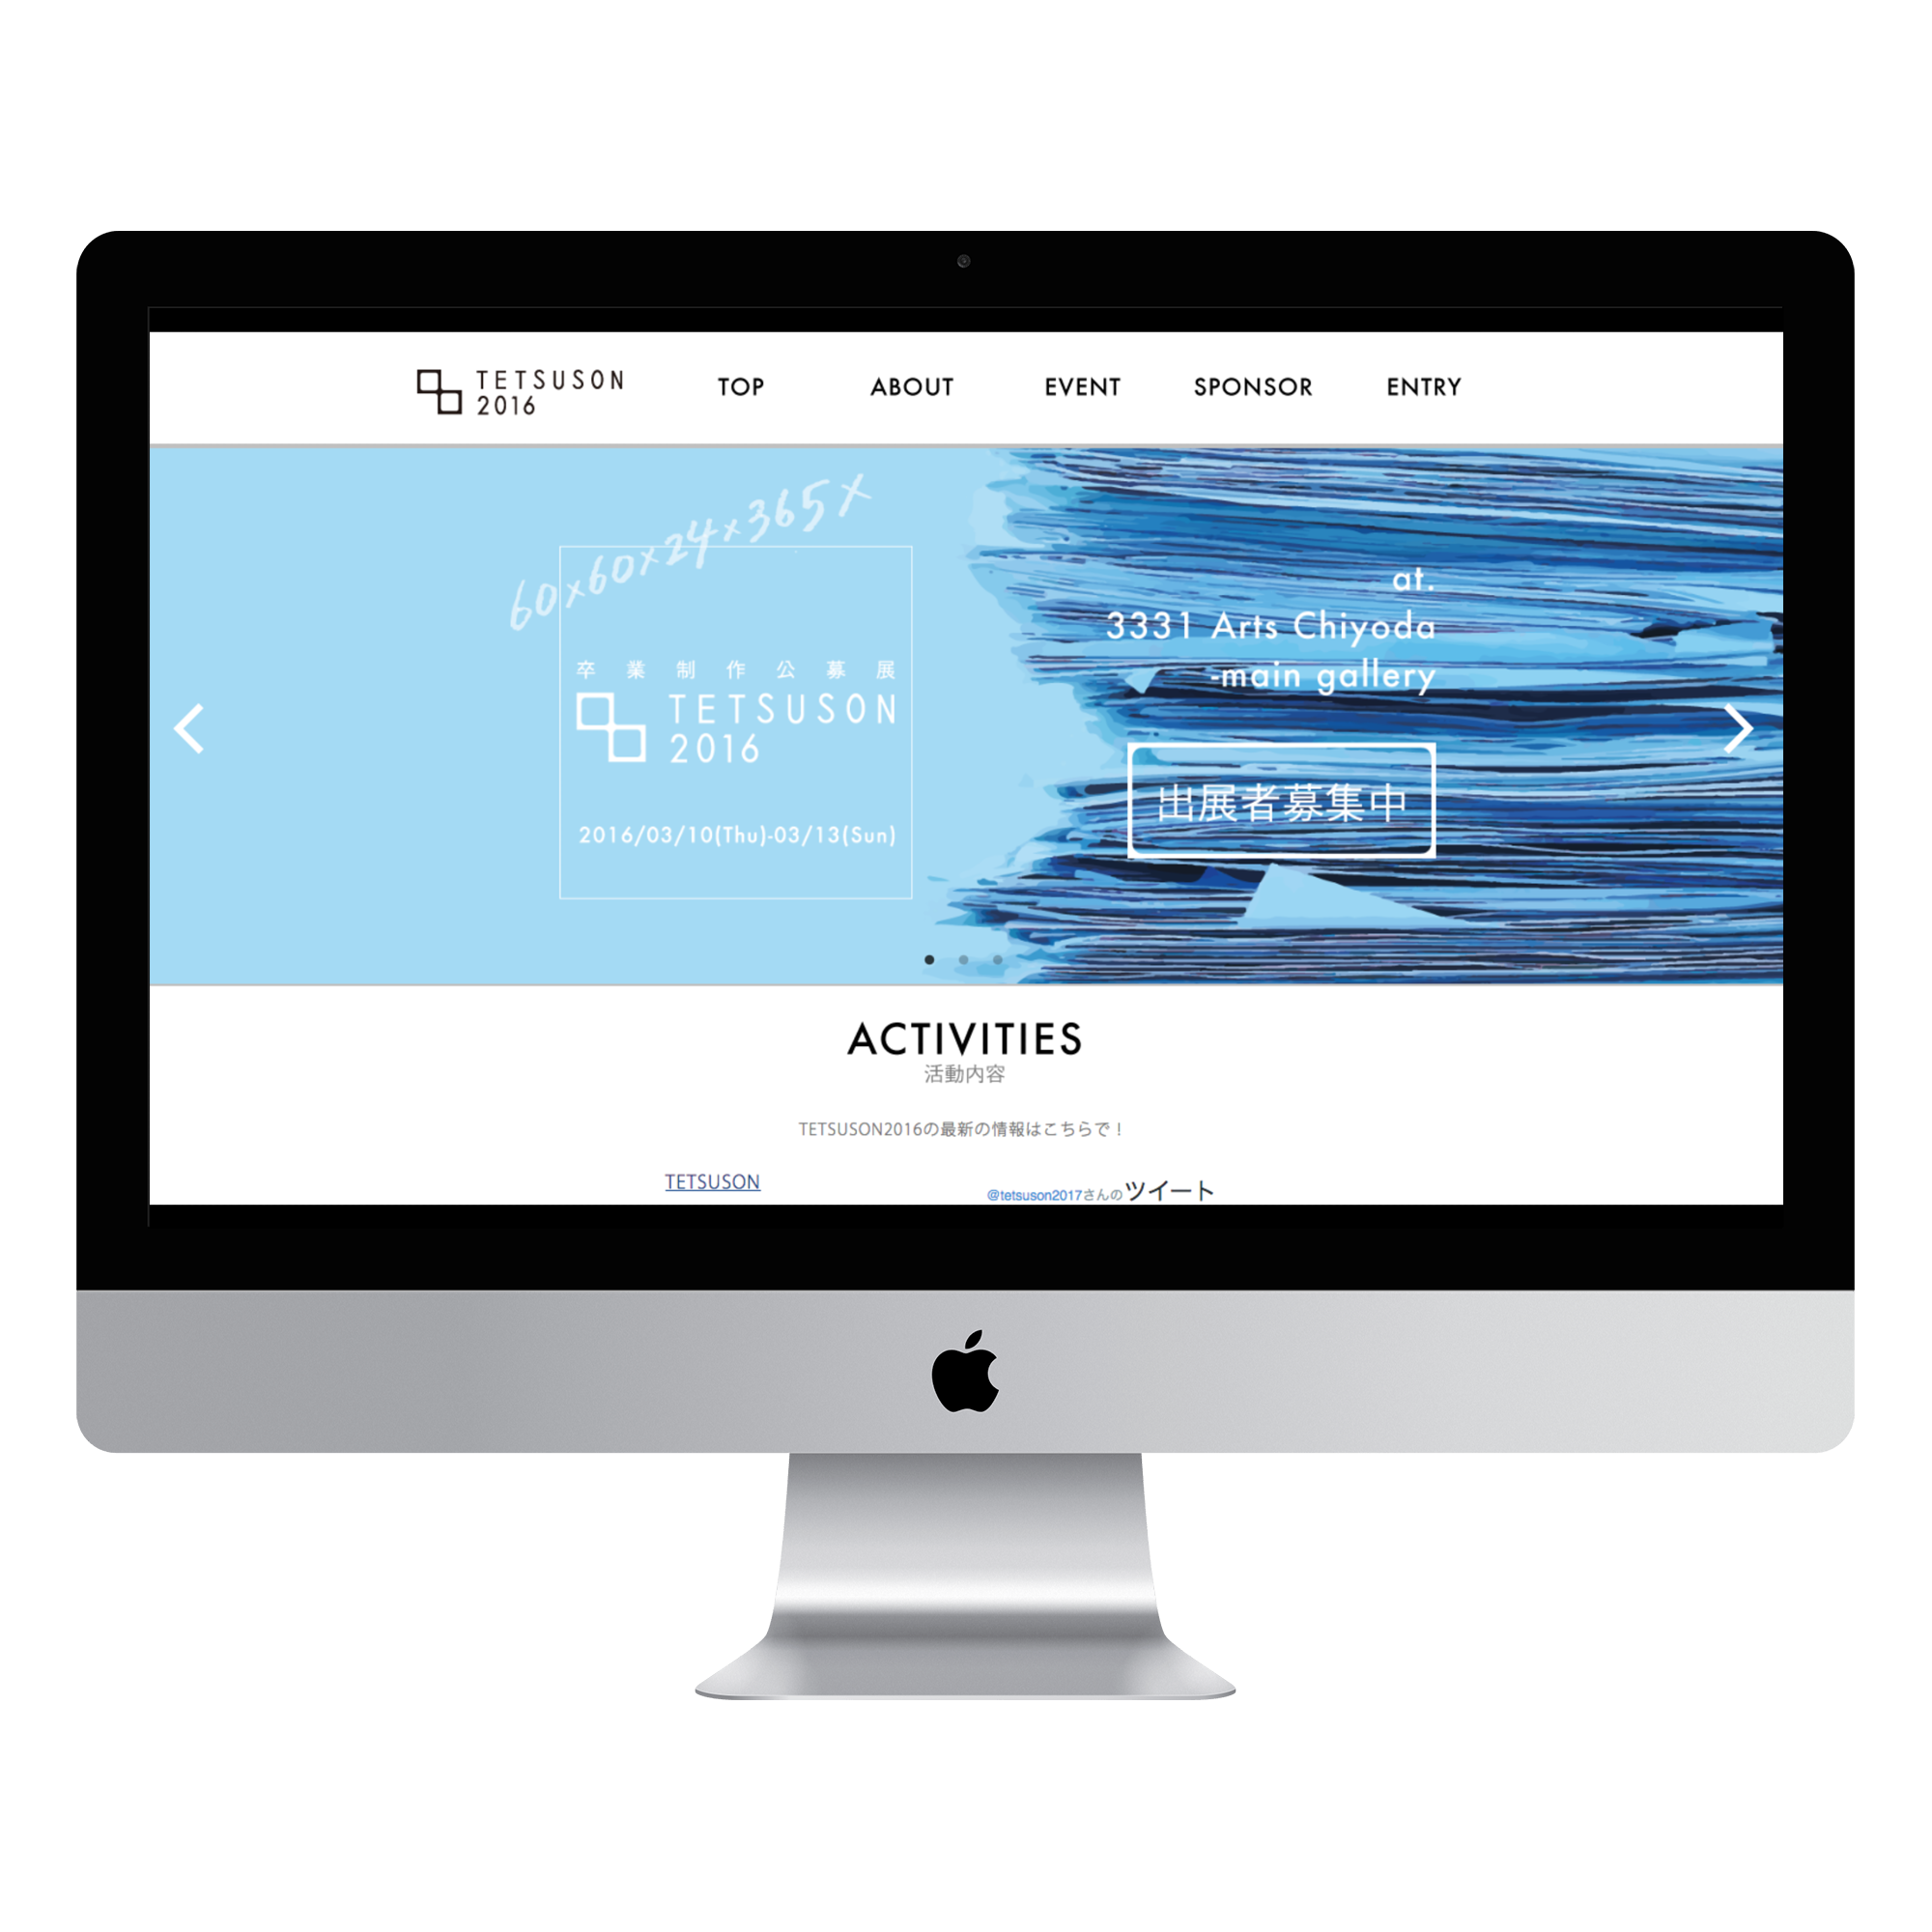 TETSUSON
2016
TOP
ABOUT
EVENT
SPONSOR
ENTRY
60×60×24×365×
卒業制作公募展
TETSUSON
2016
2016/03/10(Thu)-03/13(Sun)
at.
3331 Arts Chiyoda
-main gallery
出展者募集中
ACTIVITIES
活動内容
TETSUSON2016の最新の情報はこちらで！
TETSUSON
@tetsuson2017さんのツイート